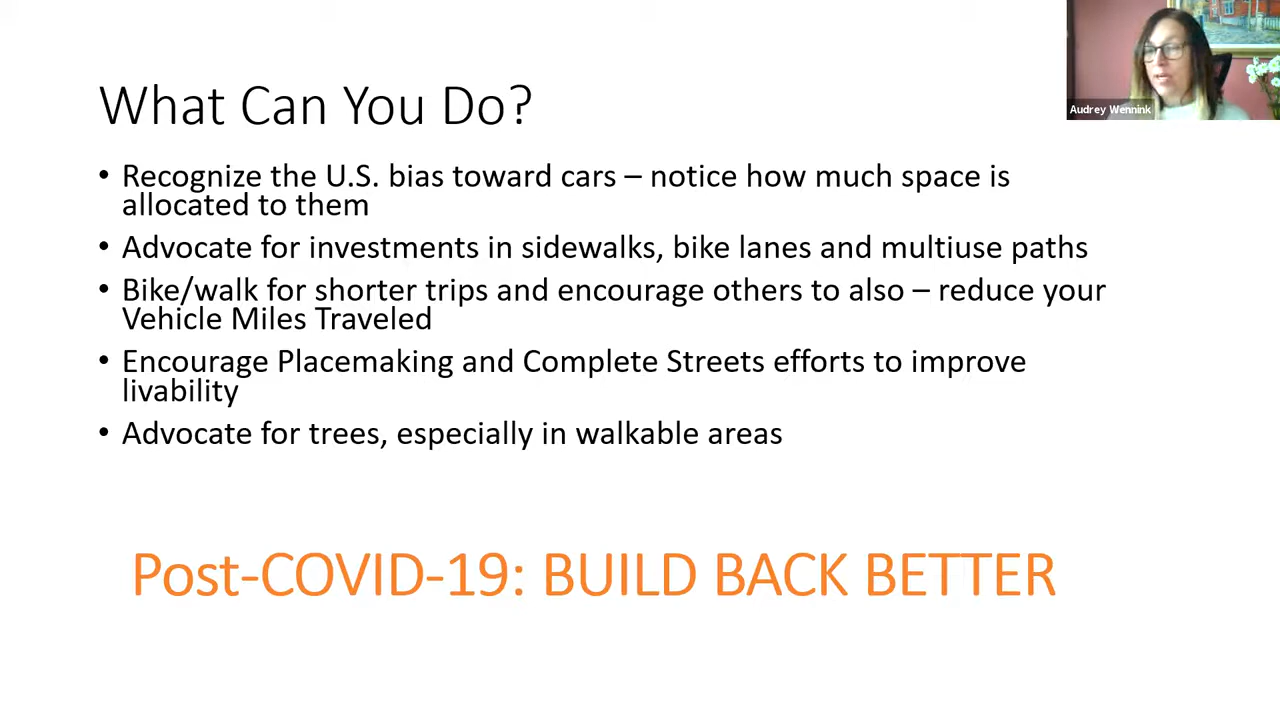 What Can You Do?
• Recognize the U.S. bias toward cars – notice how much space is
allocated to them
• Advocate for investments in sidewalks, bike lanes and multiuse paths
• Bike/walk for shorter trips and encourage others to also – reduce your
Vehicle Miles Traveled
• Encourage Placemaking and Complete Streets efforts to improve
livability
• Advocate for trees, especially in walkable areas
Post-COVID-19: BUILD BACK BETTER
Audrey Wennink